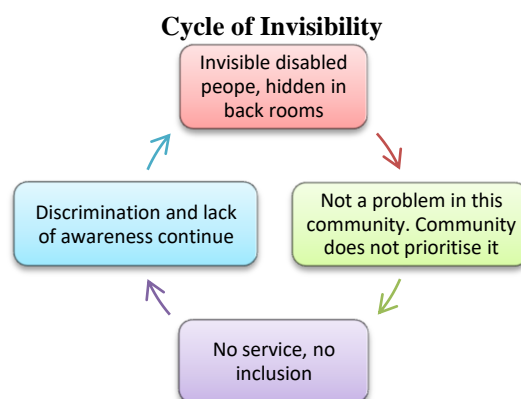 Cycle of Invisibility
Invisible disabled
peope, hidden in
back rooms
Not a problem in this
community. Community
does not prioritise it
No service, no
inclusion
Discrimination and lack
of awareness continue